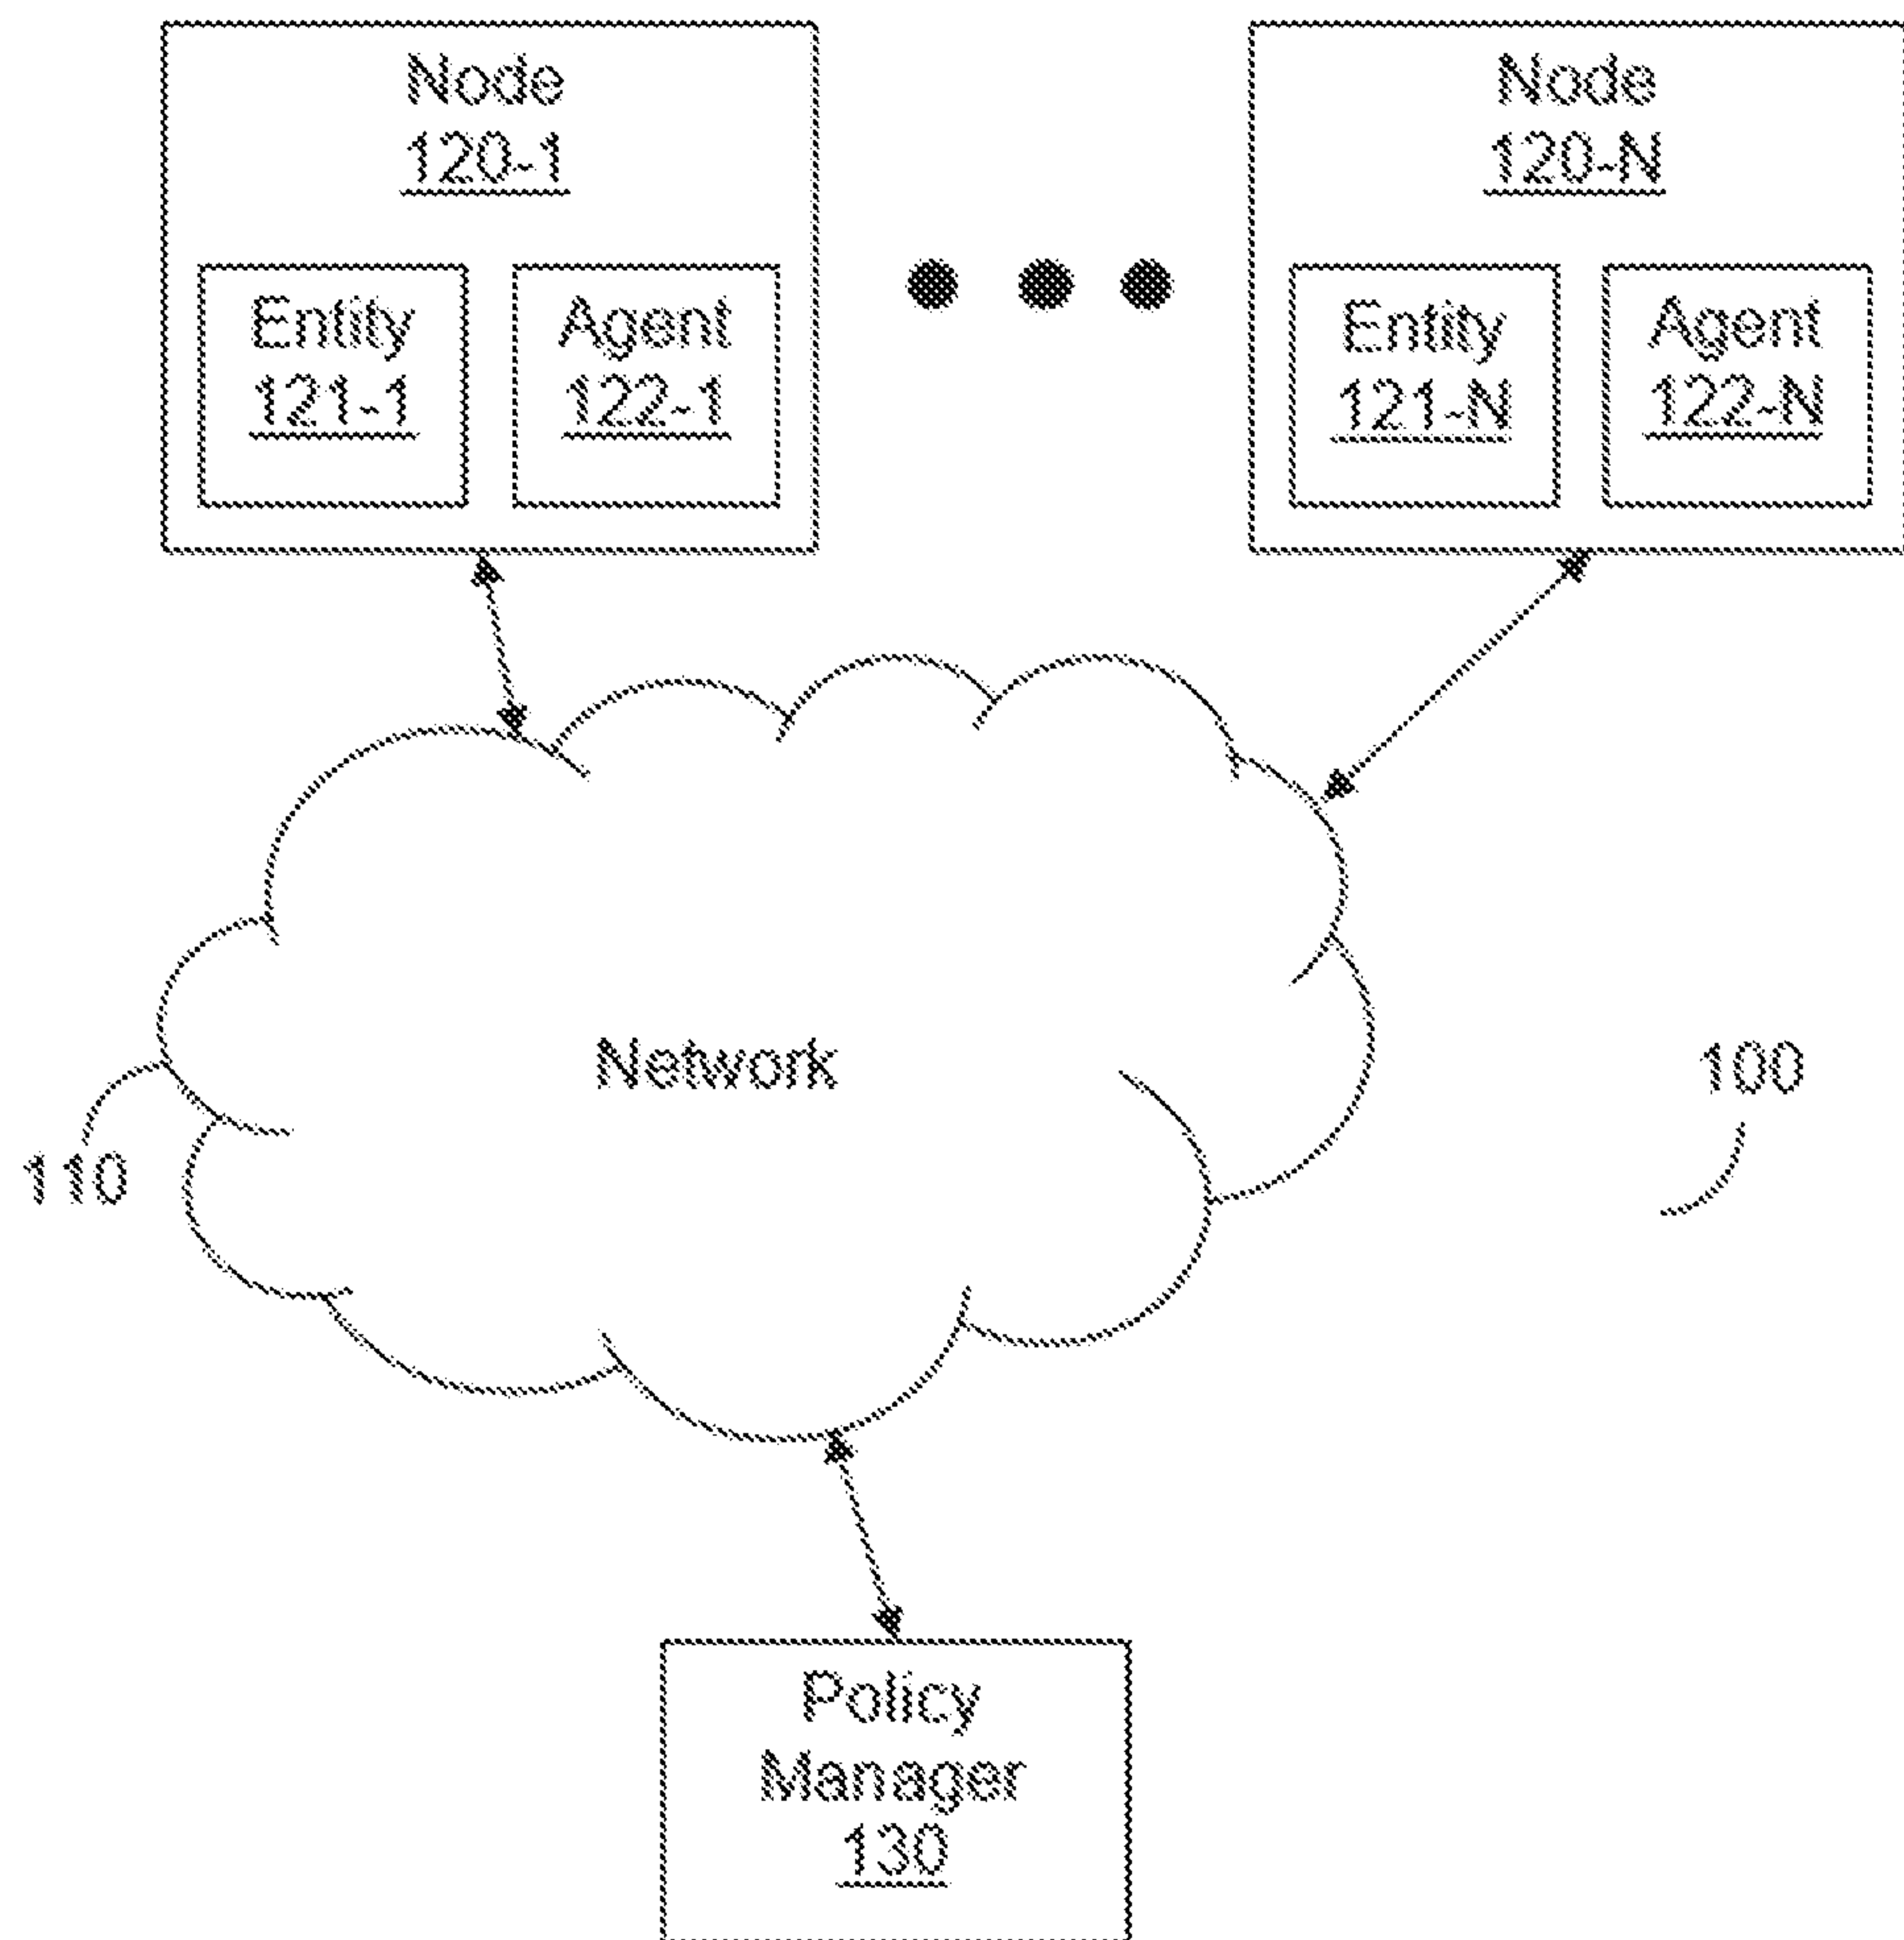 Node
120-1
Entity
121-1
Agent
122-1
Node
120-N
Entity
121-N
Agent
122-N
Network
110
100
Policy
Manager
130